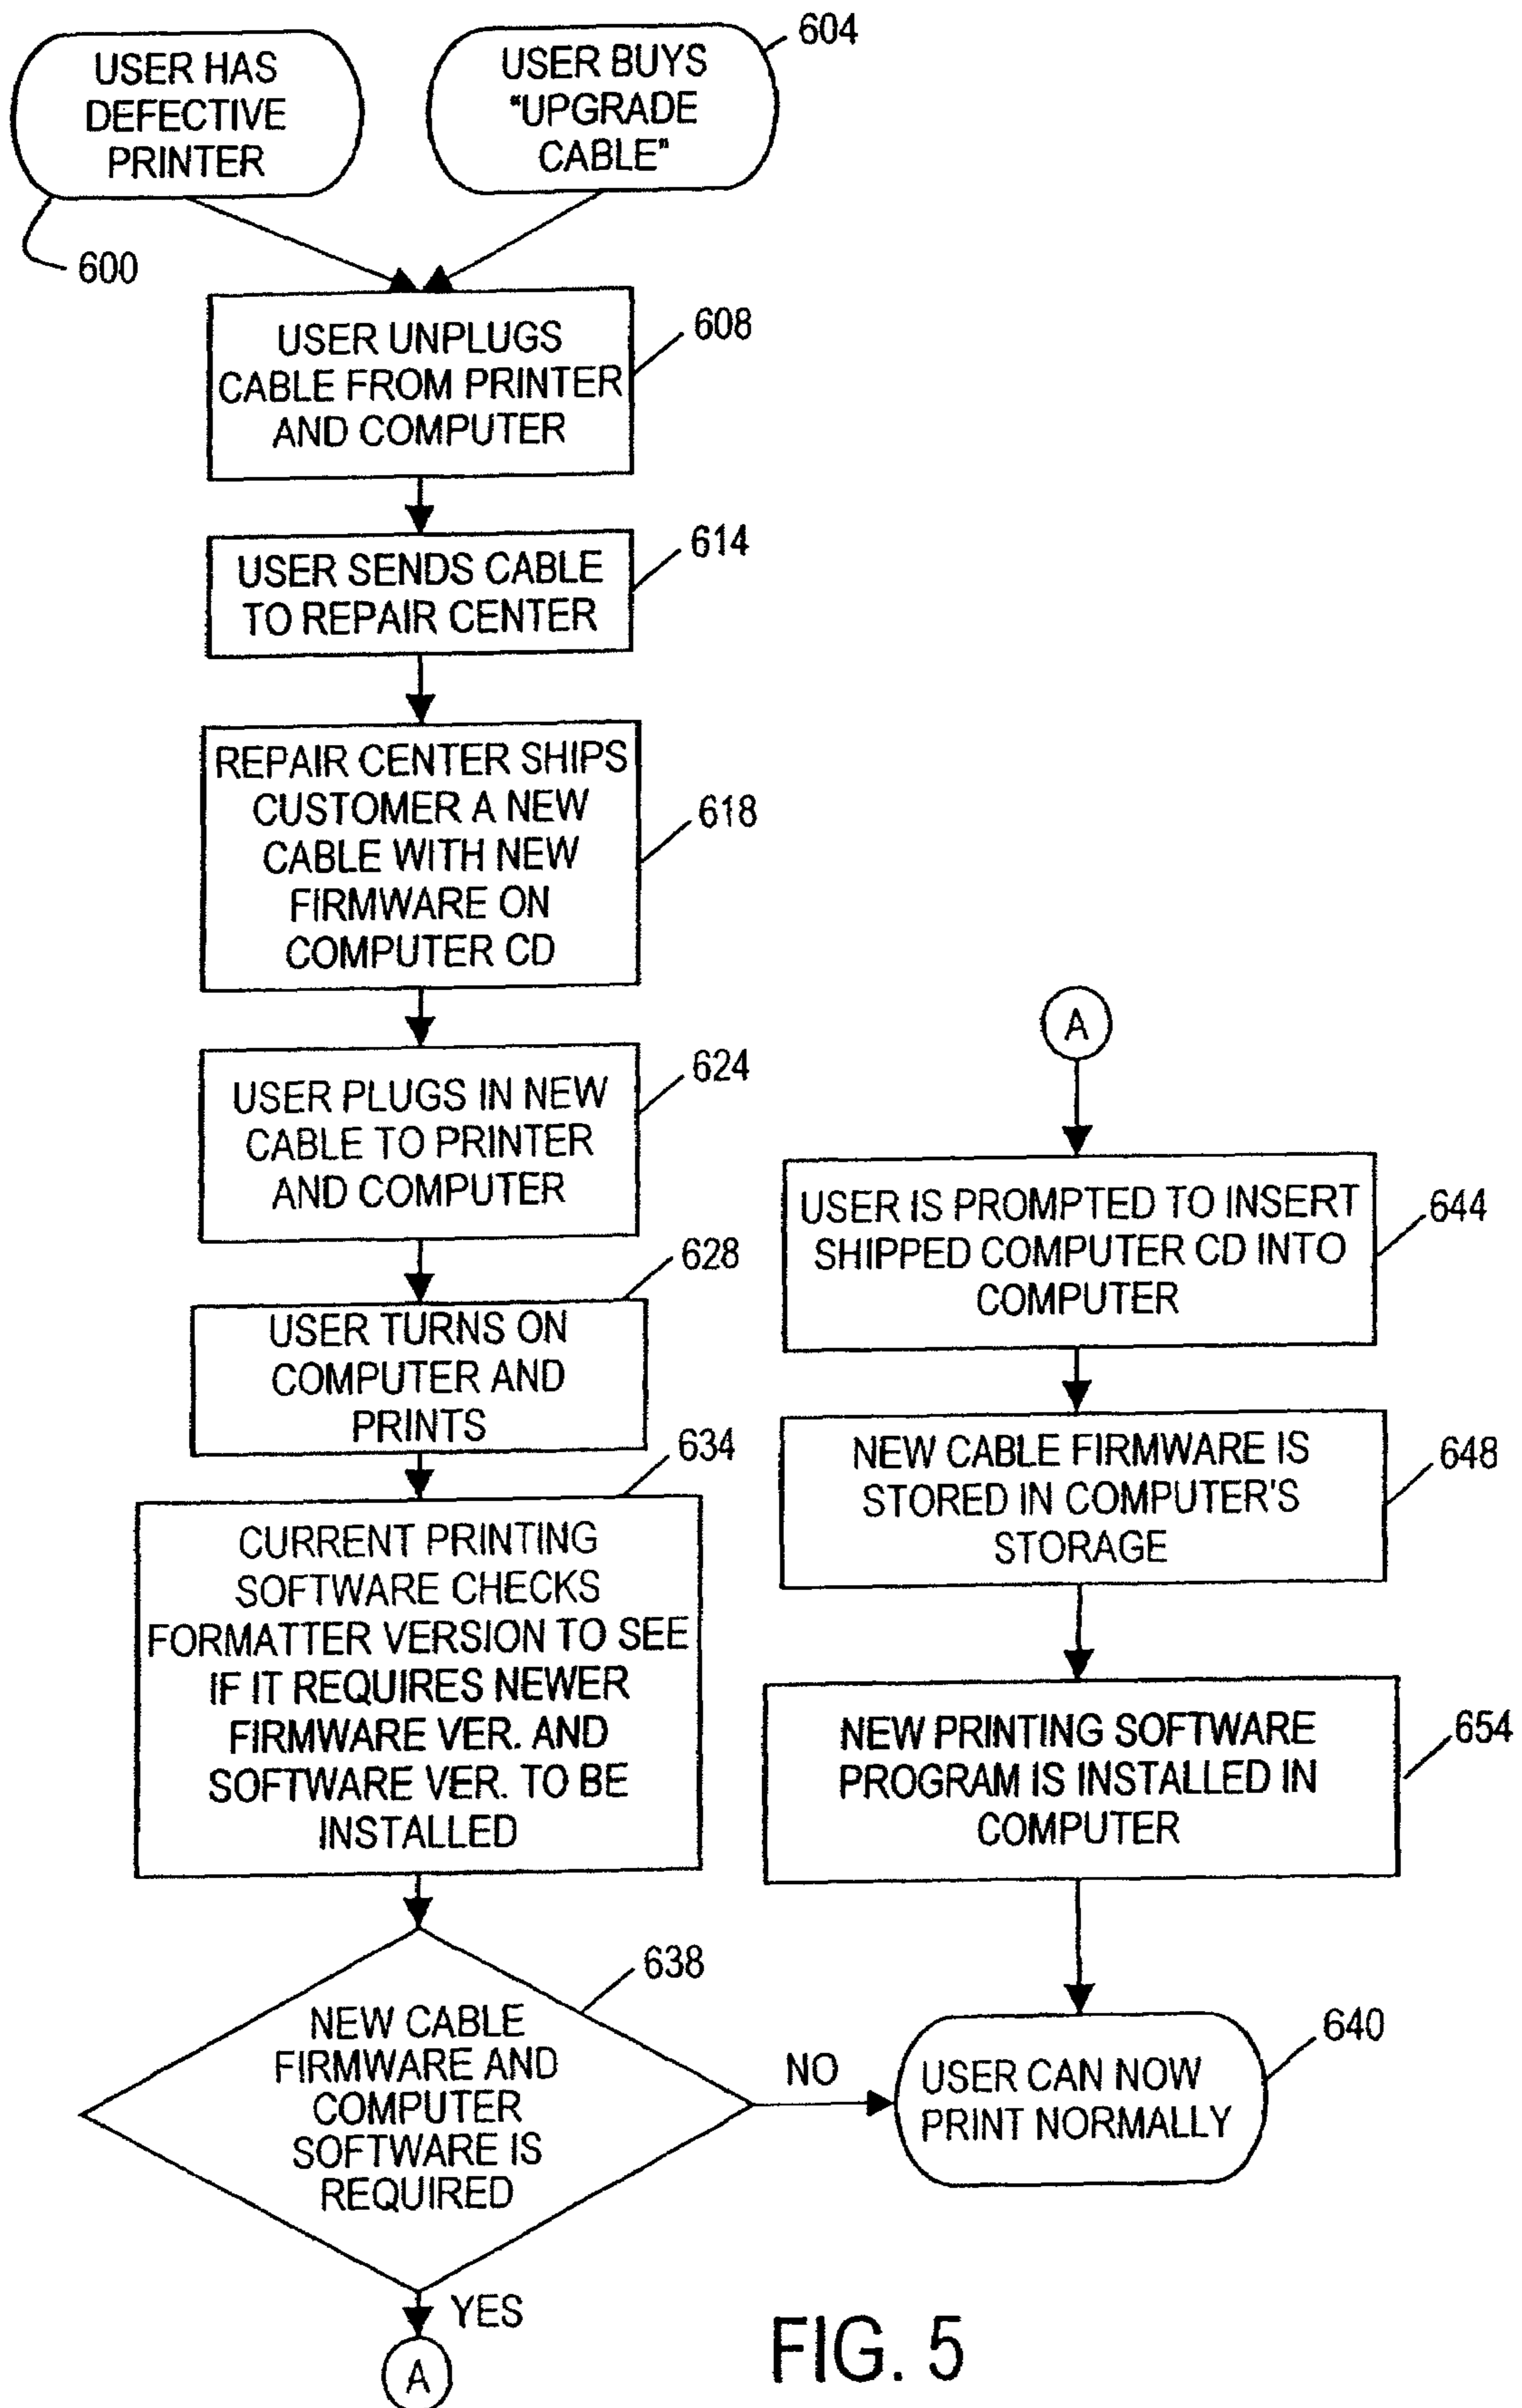 USER HAS
DEFECTIVE
PRINTER
600
USER BUYS
"UPGRADE
CABLE"
604
USER UNPLUGS
CABLE FROM PRINTER
AND COMPUTER
608
USER SENDS CABLE
TO REPAIR CENTER
614
REPAIR CENTER SHIPS
CUSTOMER A NEW
CABLE WITH NEW
FIRMWARE ON
COMPUTER CD
618
USER PLUGS IN NEW
CABLE TO PRINTER
AND COMPUTER
624
USER TURNS ON
COMPUTER AND
PRINTS
628
CURRENT PRINTING
SOFTWARE CHECKS
FORMATTER VERSION TO SEE
IF IT REQUIRES NEWER
FIRMWARE VER. AND
SOFTWARE VER. TO BE
INSTALLED
634
NEW CABLE
FIRMWARE AND
COMPUTER
SOFTWARE IS
REQUIRED
638
NO
YES
A
A
USER IS PROMPTED TO INSERT
SHIPPED COMPUTER CD INTO
COMPUTER
644
NEW CABLE FIRMWARE IS
STORED IN COMPUTER'S
STORAGE
648
NEW PRINTING SOFTWARE
PROGRAM IS INSTALLED IN
COMPUTER
654
USER CAN NOW
PRINT NORMALLY
640
FIG. 5